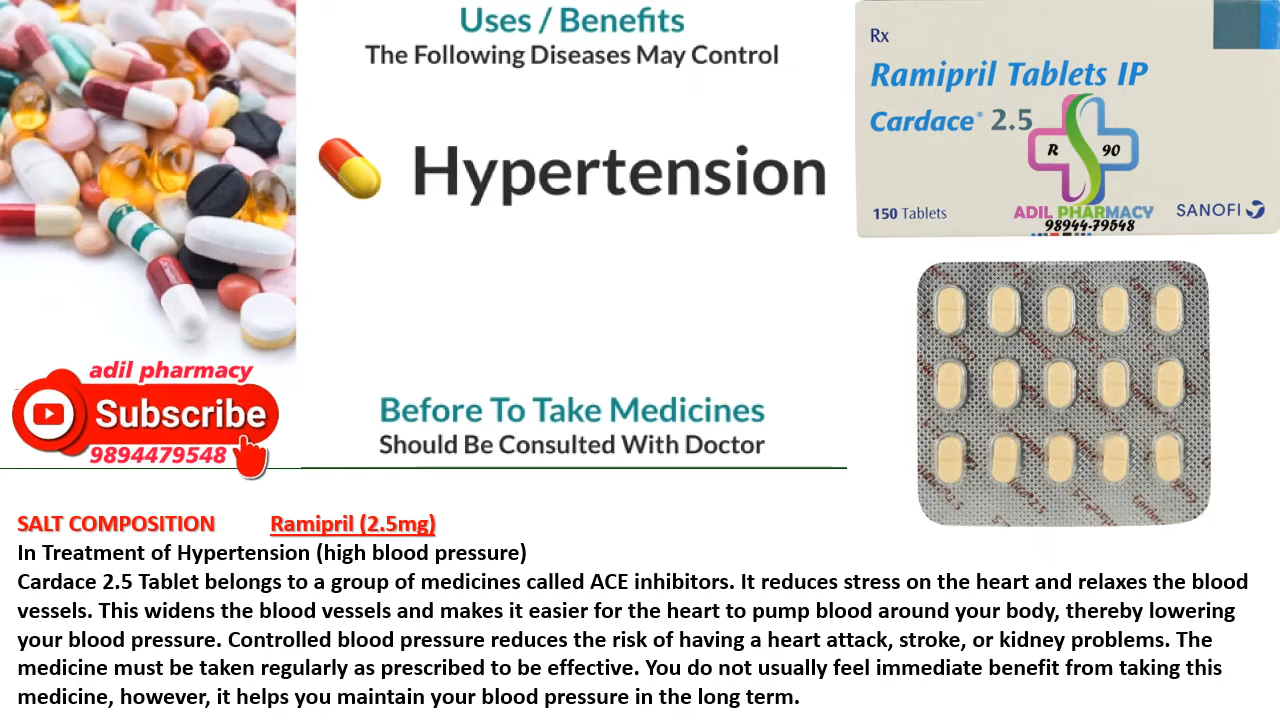 Uses / Benefits
The Following Diseases May Control
Hypertension
Rx
Ramipril Tablets IP
Cardace® 2.5
R 90
150 Tablets
ADIL PHARMACY
98944-79548
SANOFI
adil pharmacy
Subscribe
9894479548
Before To Take Medicines
Should Be Consulted With Doctor
SALT COMPOSITION Ramipril (2.5mg)
In Treatment of Hypertension (high blood pressure)
Cardace 2.5 Tablet belongs to a group of medicines called ACE inhibitors. It reduces stress on the heart and relaxes the blood
vessels. This widens the blood vessels and makes it easier for the heart to pump blood around your body, thereby lowering
your blood pressure. Controlled blood pressure reduces the risk of having a heart attack, stroke, or kidney problems. The
medicine must be taken regularly as prescribed to be effective. You do not usually feel immediate benefit from taking this
medicine, however, it helps you maintain your blood pressure in the long term.